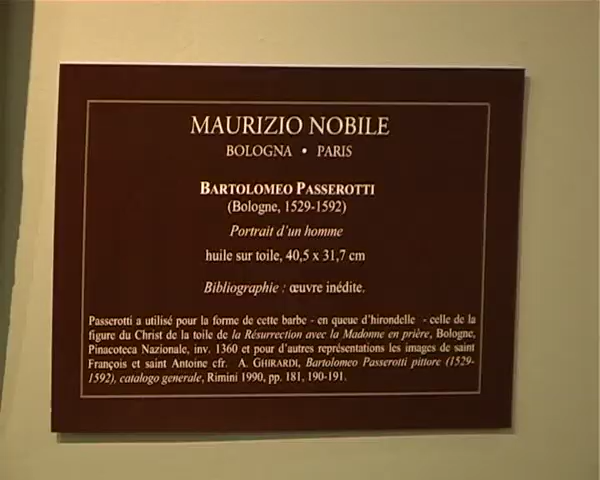 MAURIZIO NOBILE
BOLOGNA • PARIS
BARTOLOMEO PASSEROTTI
(Bologne, 1529-1592)
Portrait d'un homme
huile sur toile, 40,5 x 31,7 cm
Bibliographie : œuvre inédite.
Passerotti a utilisé pour la forme de cette barbe - en queue d'hirondelle - celle de la
figure du Christ de la toile de la Résurrection avec la Madonne en prière, Bologne,
Pinacoteca Nazionale, inv. 1360 et pour d'autres représentations les images de saint
François et saint Antoine cfr. A. GHIRARDI, Bartolomeo Passerotti pittore (1529-
1592), catalogo generale, Rimini 1990, pp. 181, 190-191.